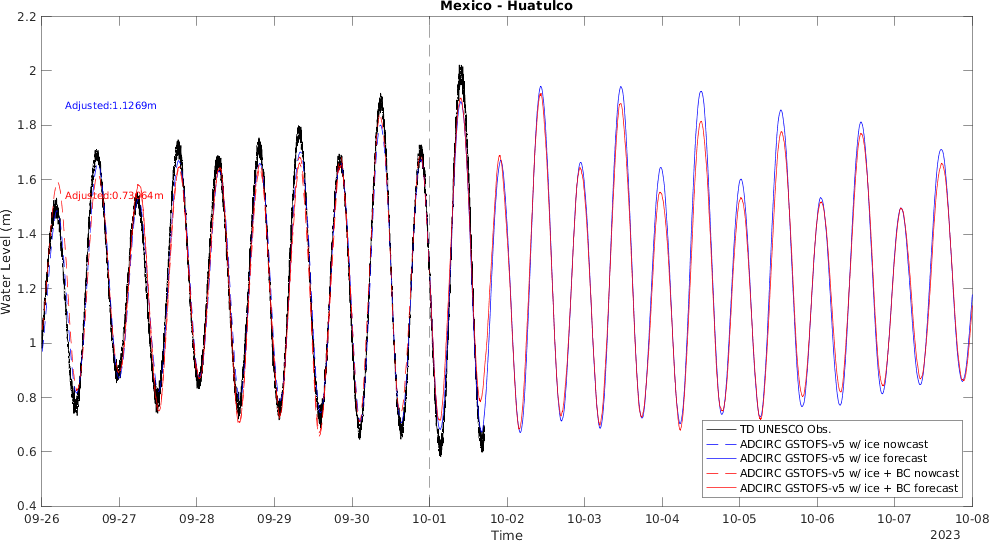 Mexico - Huatulco
2.2
2
1.8
1.6
1.4
1.2
1
0.8
0.6
0.4
Water Level (m)
Adjusted:1.1269m
TD UNESCO Obs.
ADCIRC GSTOFS-v5 w/ ice nowcast
ADCIRC GSTOFS-v5 w/ ice forecast
ADCIRC GSTOFS-v5 w/ ice + BC nowcast
ADCIRC GSTOFS-v5 w/ ice + BC forecast
09-26 09-27 09-28 09-29 09-30 10-01 10-02 10-03 10-04 10-05 10-06 10-07 10-08
Time
2023